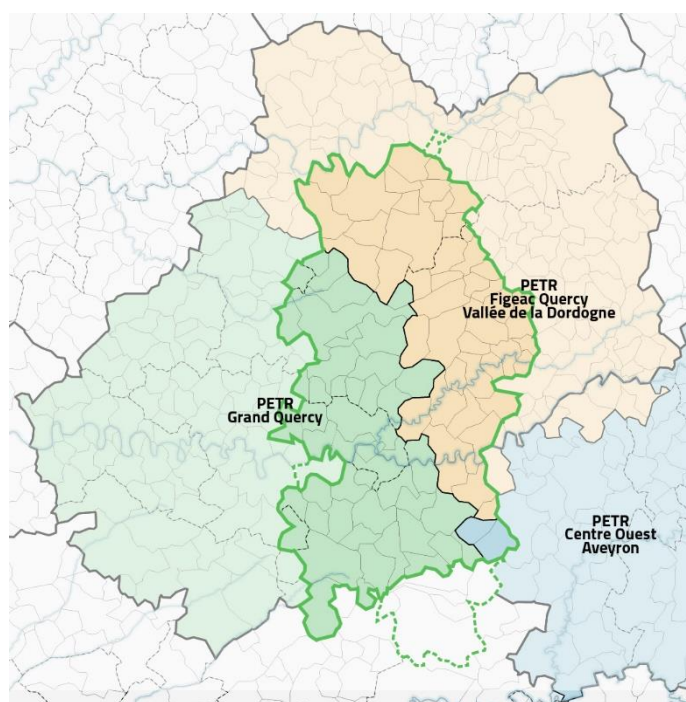 PETR
Figeac Quercy
Vallée de la Dordogne
PETR
Grand Quercy
PETR
Centre Ouest
Aveyron